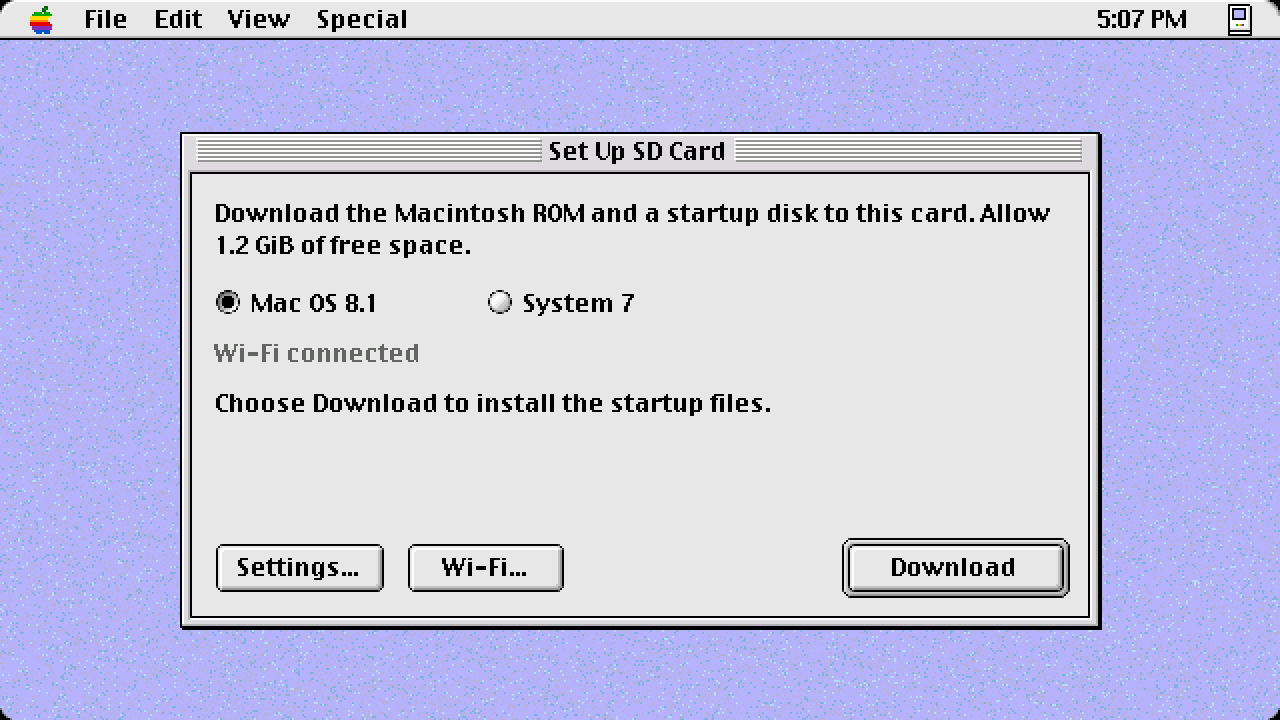 File Edit View Special 5:07 PM
Set Up SD Card
Download the Macintosh ROM and a startup disk to this card. Allow
1.2 GiB of free space.
Mac OS 8.1 System 7
Wi-Fi connected
Choose Download to install the startup files.
Settings... Wi-Fi... Download